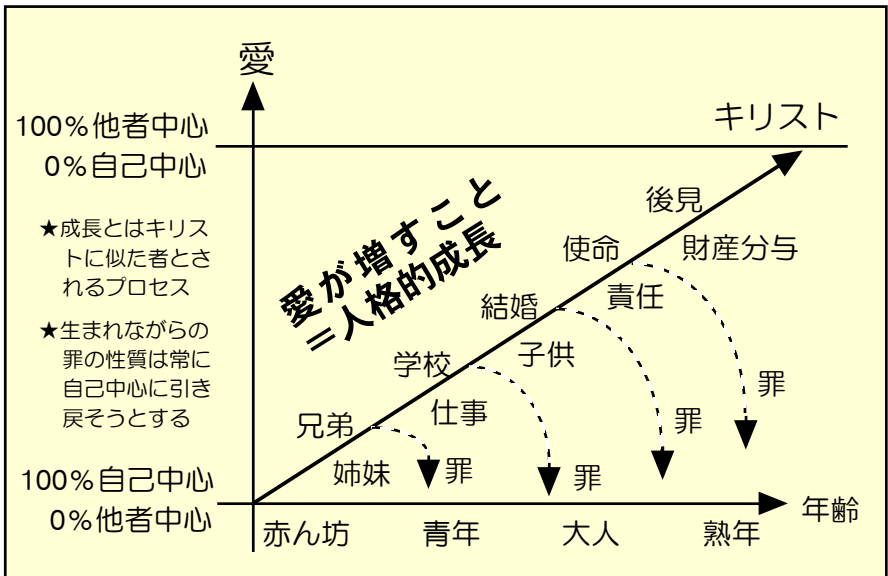 愛
100%他者中心
0%自己中心
キリスト
★成長とはキリス
トに似た者とさ
れるプロセス
★生まれながらの
罪の性質は常に
自己中心に引き
戻そうとする
愛が増すこと
＝人格的成長
後見
使命
財産分与
結婚
責任
学校
子供
兄弟
仕事
姉妹
罪
罪
罪
罪
100%自己中心
0%他者中心
年齢
赤ん坊
青年
大人
熟年